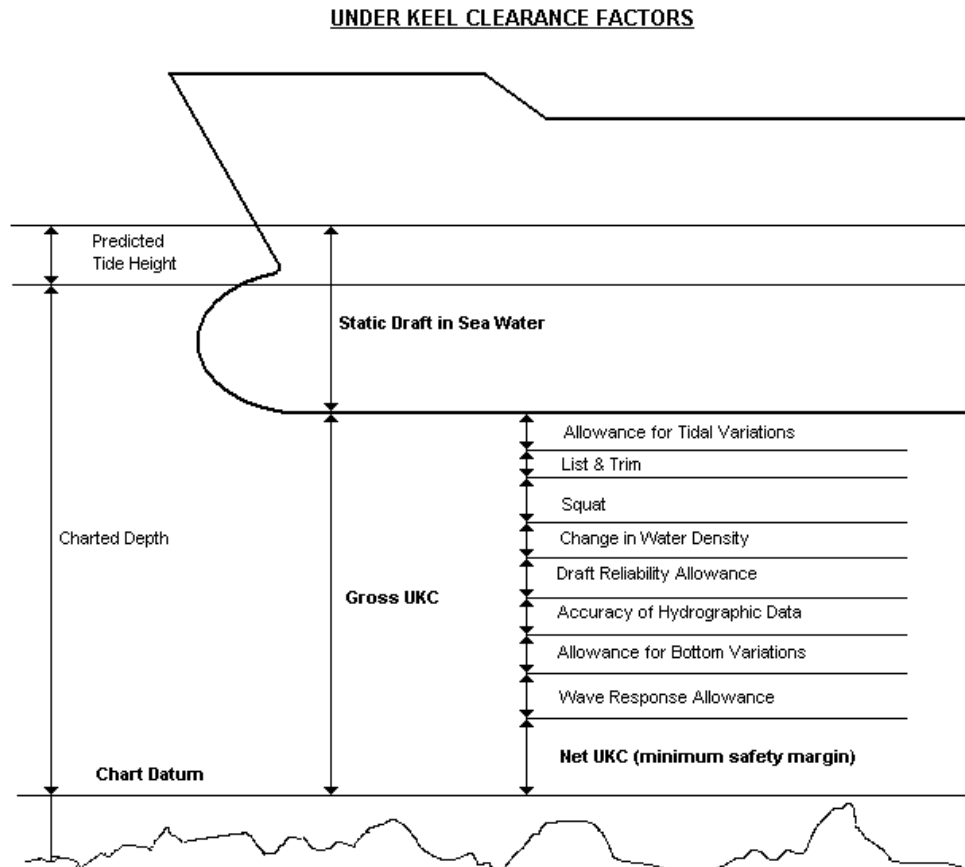 UNDER KEEL CLEARANCE FACTORS
Predicted
Tide Height
Static Draft in Sea Water
Allowance for Tidal Variations
List & Trim
Squat
Charted Depth
Change in Water Density
Draft Reliability Allowance
Gross UKC
Accuracy of Hydrographic Data
Allowance for Bottom Variations
Wave Response Allowance
Net UKC (minimum safety margin)
Chart Datum